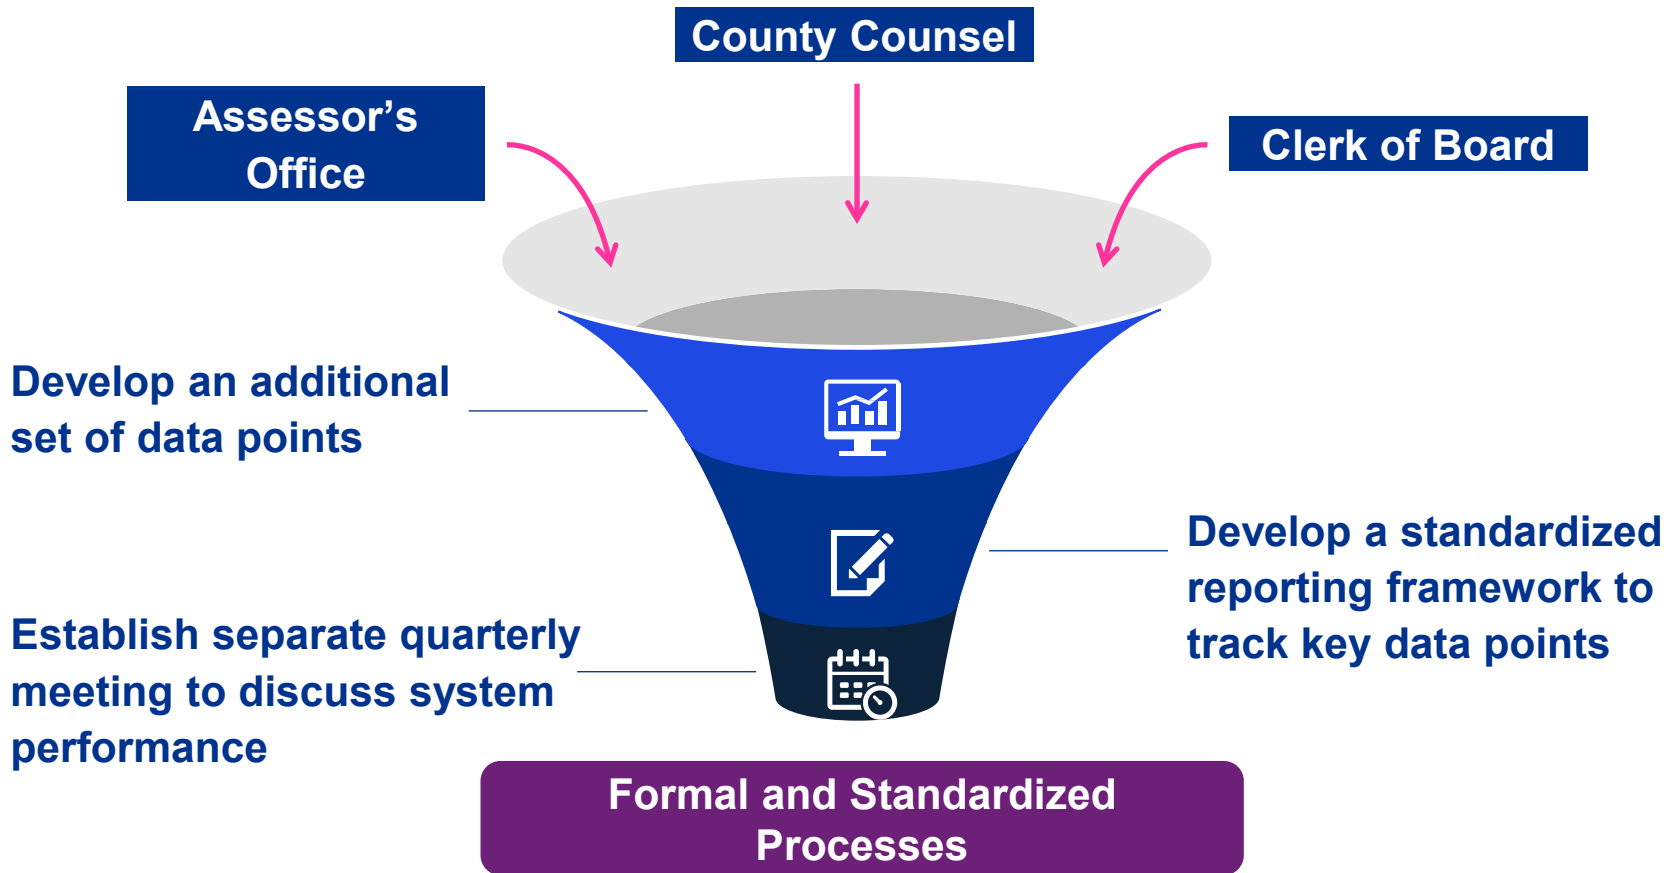 County Counsel
Assessor’s
Office
Clerk of Board
Develop an additional
set of data points
Develop a standardized
reporting framework to
track key data points
Establish separate quarterly
meeting to discuss system
performance
Formal and Standardized
Processes